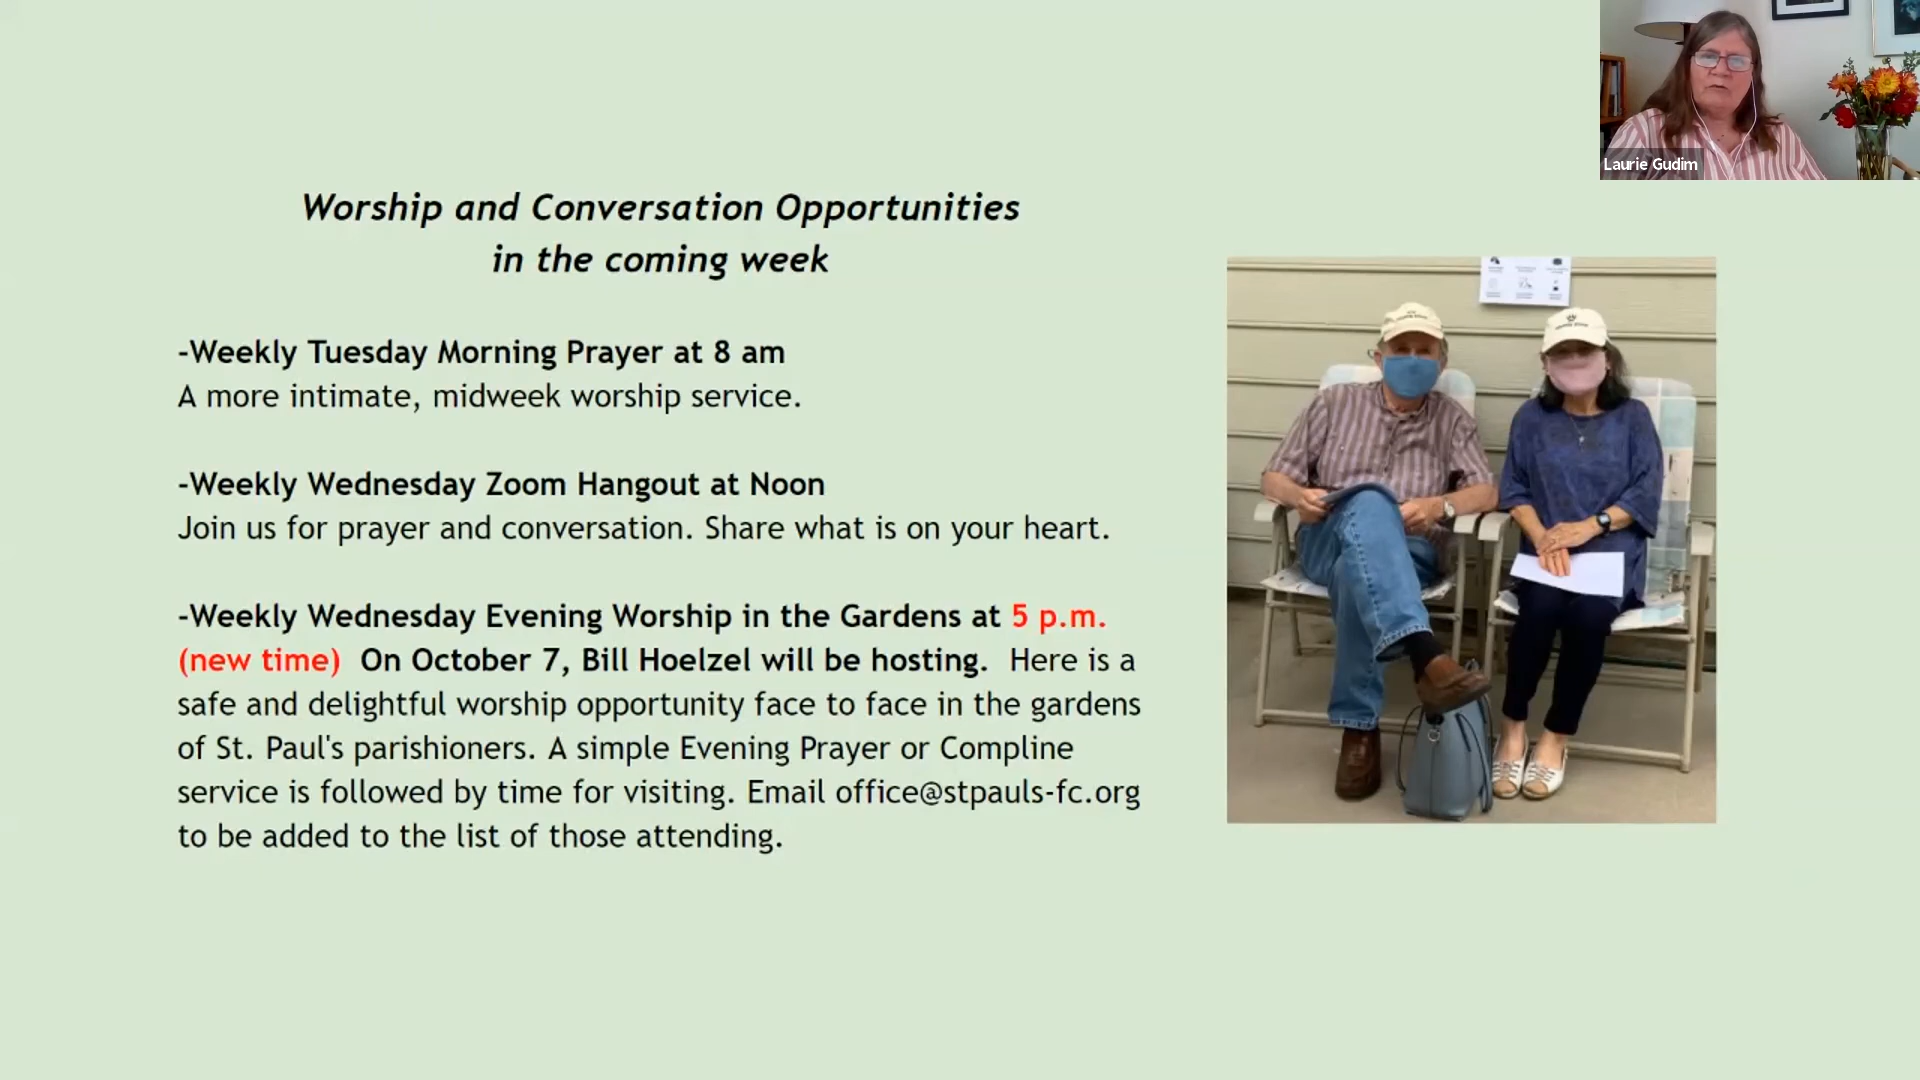 Laurie Gudim
Worship and Conversation Opportunities
in the coming week
-Weekly Tuesday Morning Prayer at 8 am
A more intimate, midweek worship service.
-Weekly Wednesday Zoom Hangout at Noon
Join us for prayer and conversation. Share what is on your heart.
-Weekly Wednesday Evening Worship in the Gardens at 5 p.m.
(new time)  On October 7, Bill Hoelzel will be hosting.  Here is a
safe and delightful worship opportunity face to face in the gardens
of St. Paul's parishioners. A simple Evening Prayer or Compline
service is followed by time for visiting. Email office@stpauls-fc.org
to be added to the list of those attending.